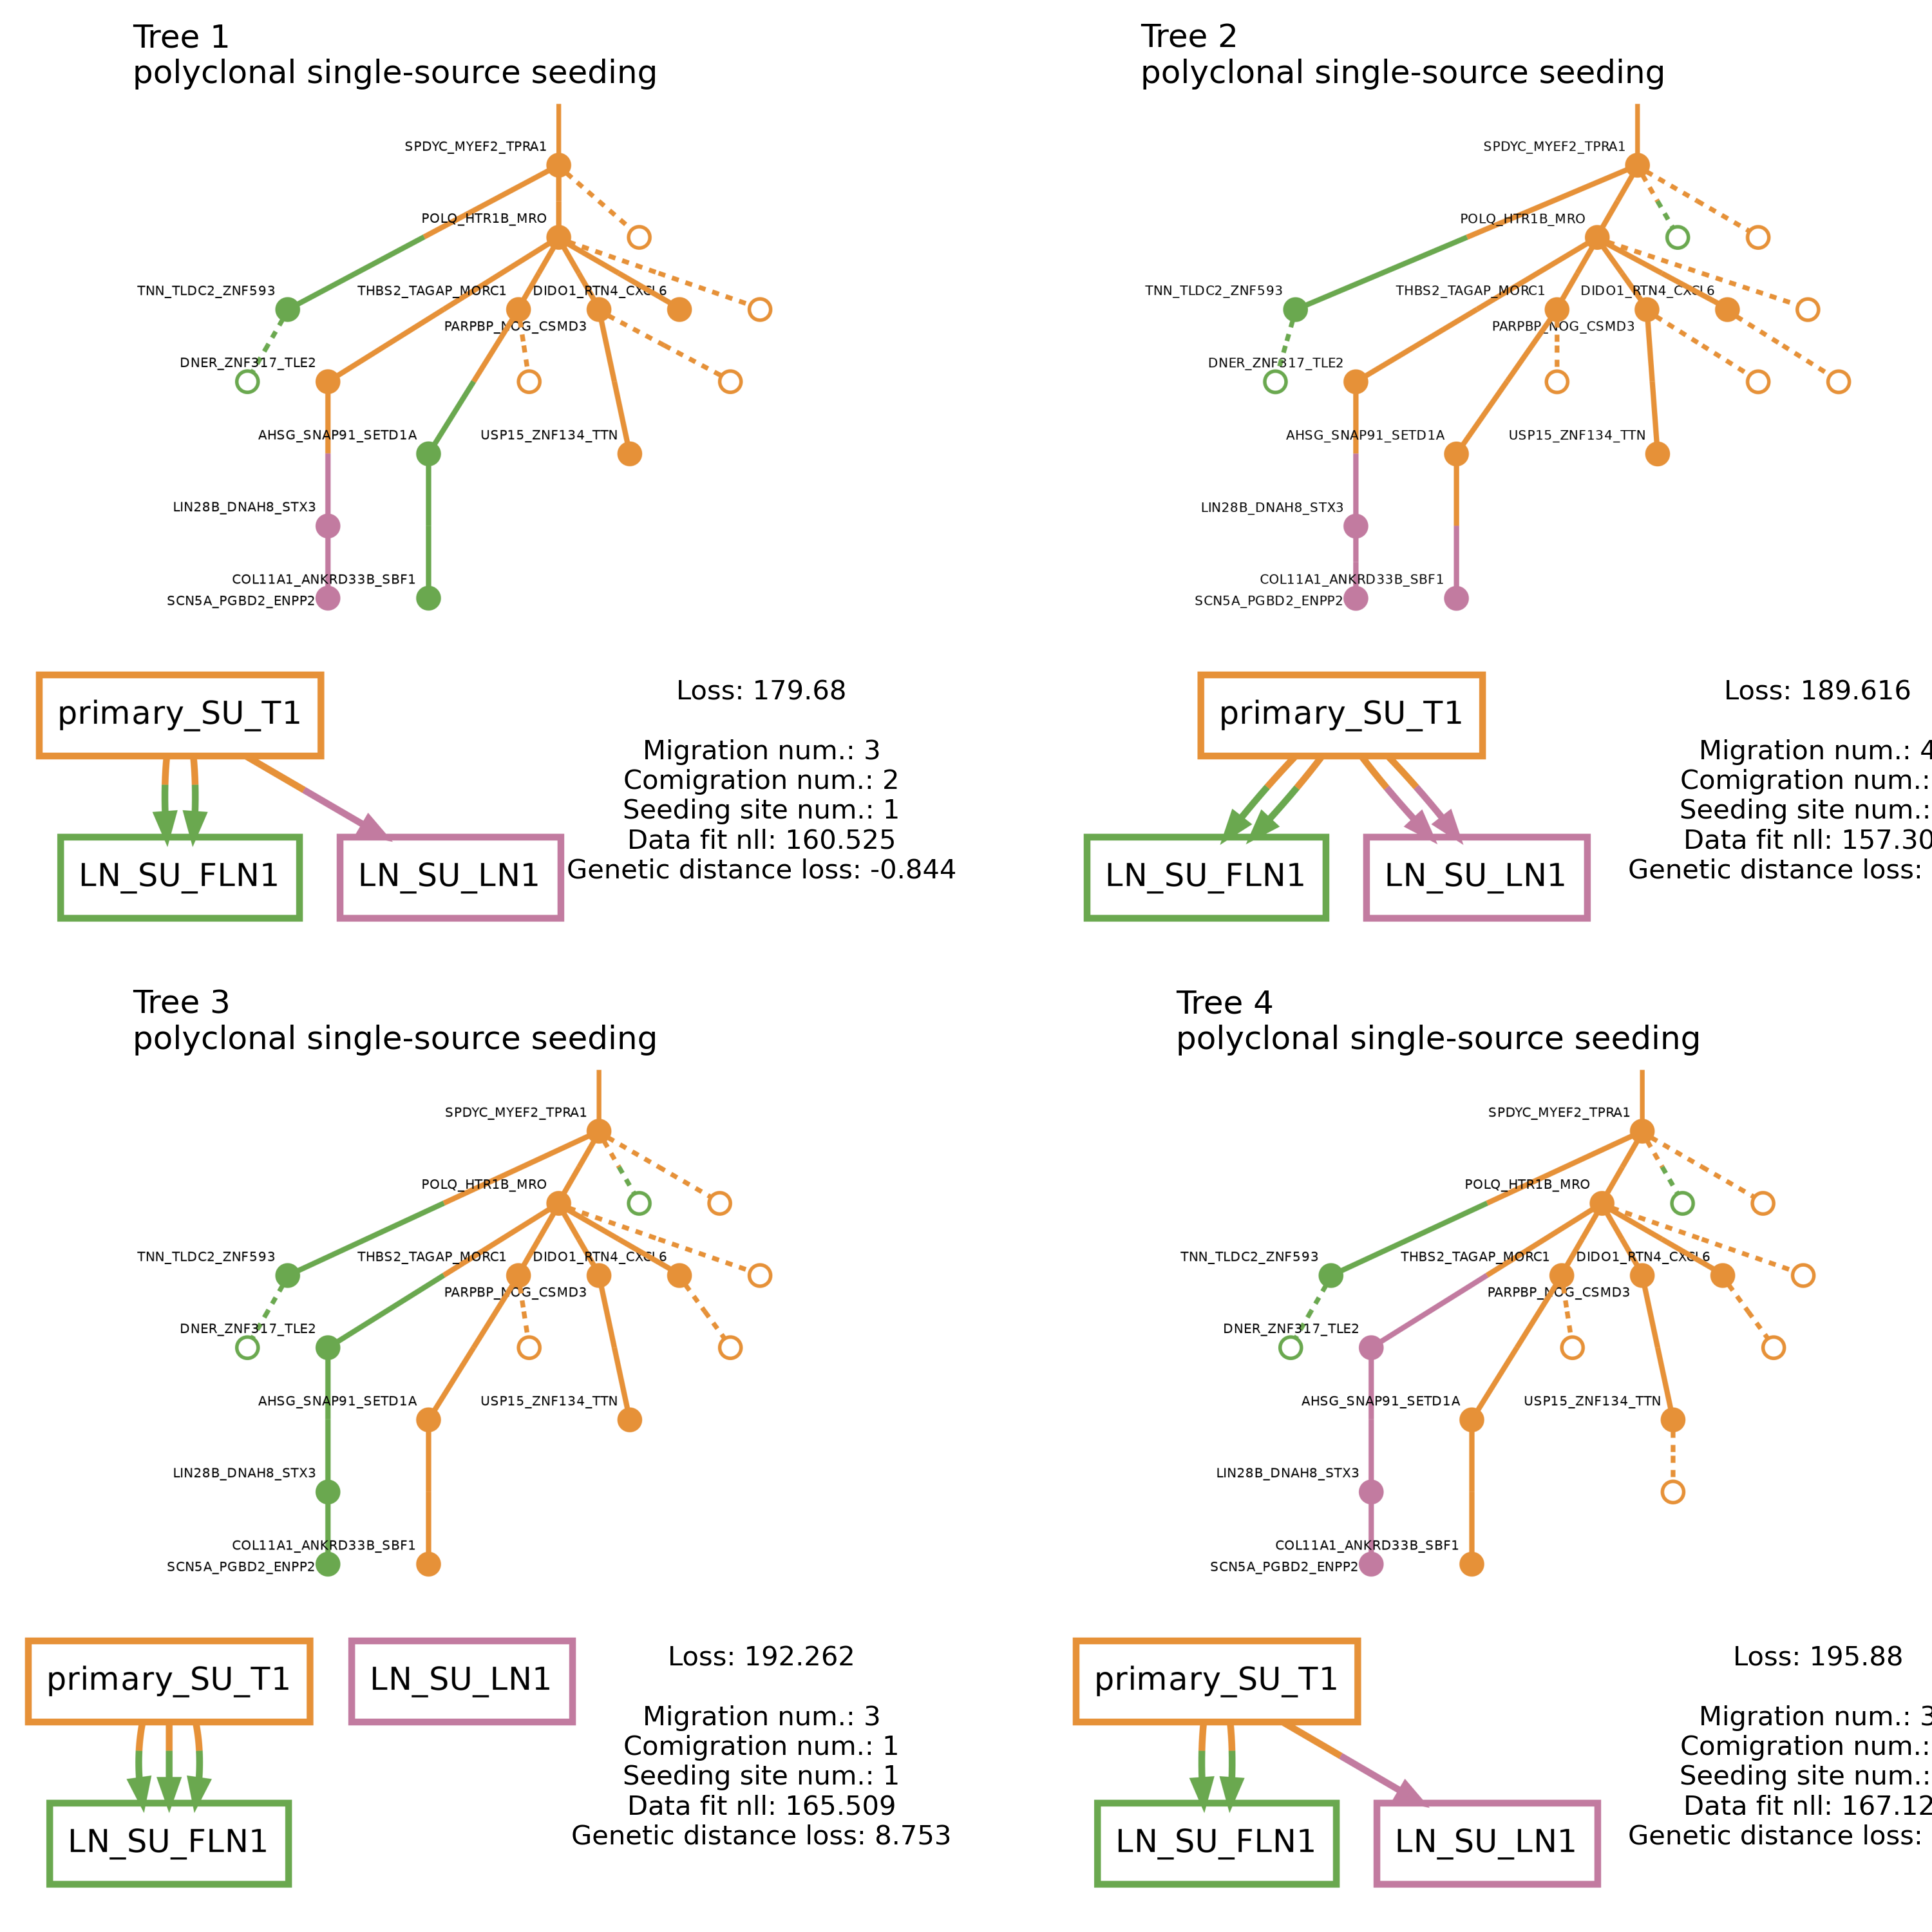 Tree 1
polyclonal single-source seeding
SPDYC_MYEF2_TPRA1
POLQ_HTR1B_MRO
TNN_TLDC2_ZNF593
THBS2_TAGAP_MORC1
DIDO1_RTN4_CXCL6
PARPBP_NOG_CSMD3
DNER_ZNF317_TLE2
AHSG_SNAP91_SETD1A
USP15_ZNF134_TTN
LIN28B_DNAH8_STX3
COL11A1_ANKRD33B_SBF1
SCN5A_PGBD2_ENPP2
primary_SU_T1
LN_SU_FLN1
LN_SU_LN1
Loss: 179.68
Migration num.: 3
Comigration num.: 2
Seeding site num.: 1
Data fit nll: 160.525
Genetic distance loss: -0.844
Tree 2
polyclonal single-source seeding
SPDYC_MYEF2_TPRA1
POLQ_HTR1B_MRO
TNN_TLDC2_ZNF593
THBS2_TAGAP_MORC1
DIDO1_RTN4_CXCL6
PARPBP_NOG_CSMD3
DNER_ZNF317_TLE2
AHSG_SNAP91_SETD1A
USP15_ZNF134_TTN
LIN28B_DNAH8_STX3
COL11A1_ANKRD33B_SBF1
SCN5A_PGBD2_ENPP2
primary_SU_T1
LN_SU_FLN1
LN_SU_LN1
Loss: 189.616
Migration num.: 4
Comigration num.:
Seeding site num.:
Data fit nll: 157.30
Genetic distance loss:
Tree 3
polyclonal single-source seeding
SPDYC_MYEF2_TPRA1
POLQ_HTR1B_MRO
TNN_TLDC2_ZNF593
THBS2_TAGAP_MORC1
DIDO1_RTN4_CXCL6
PARPBP_NOG_CSMD3
DNER_ZNF317_TLE2
AHSG_SNAP91_SETD1A
USP15_ZNF134_TTN
LIN28B_DNAH8_STX3
COL11A1_ANKRD33B_SBF1
SCN5A_PGBD2_ENPP2
primary_SU_T1
LN_SU_LN1
LN_SU_FLN1
Loss: 192.262
Migration num.: 3
Comigration num.: 1
Seeding site num.: 1
Data fit nll: 165.509
Genetic distance loss: 8.753
Tree 4
polyclonal single-source seeding
SPDYC_MYEF2_TPRA1
POLQ_HTR1B_MRO
TNN_TLDC2_ZNF593
THBS2_TAGAP_MORC1
DIDO1_RTN4_CXCL6
PARPBP_NOG_CSMD3
DNER_ZNF317_TLE2
AHSG_SNAP91_SETD1A
USP15_ZNF134_TTN
LIN28B_DNAH8_STX3
COL11A1_ANKRD33B_SBF1
SCN5A_PGBD2_ENPP2
primary_SU_T1
LN_SU_FLN1
LN_SU_LN1
Loss: 195.88
Migration num.: 3
Comigration num.:
Seeding site num.:
Data fit nll: 167.12
Genetic distance loss: